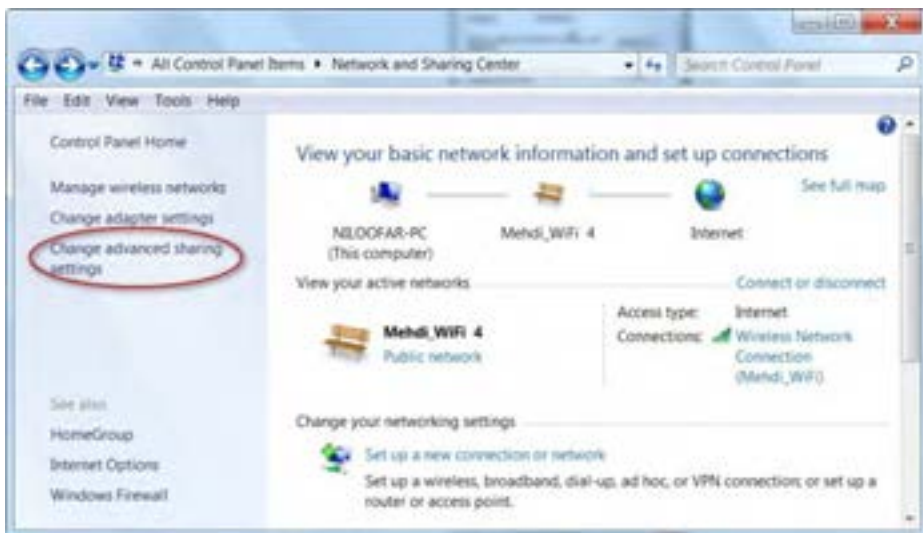 All Control Panel Items
Network and Sharing Center
Search Control Panel
File Edit View Tools Help
Control Panel Home
Manage wireless networks
Change adapter settings
Change advanced sharing
settings
See also
HomeGroup
Internet Options
Windows Firewall
View your basic network information and set up connections
See full map
NILOOFAR-PC
(This computer)
Mehdi_WiFi 4
Internet
View your active networks
Connect or disconnect
Mehdi_WiFi 4
Public network
Access type: Internet
Connections: Wireless Network
Connection
(Mehdi_WiFi)
Change your networking settings
Set up a new connection or network
Set up a wireless, broadband, dial-up, ad hoc, or VPN connection; or set up a
router or access point.